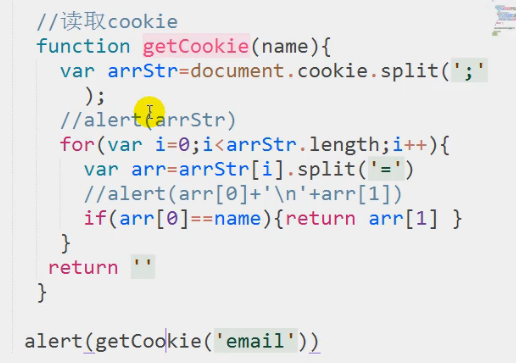 //读取cookie
function getCookie(name){
var arrStr=document.cookie.split(';'
);
//alert(arrStr)
for(var i=0;i<arrStr.length;i++){
var arr=arrStr[i].split('=')
//alert(arr[0]+'\n'+arr[1])
if(arr[0]==name){return arr[1] }
}
return ''
}
alert(getCookie('email'))